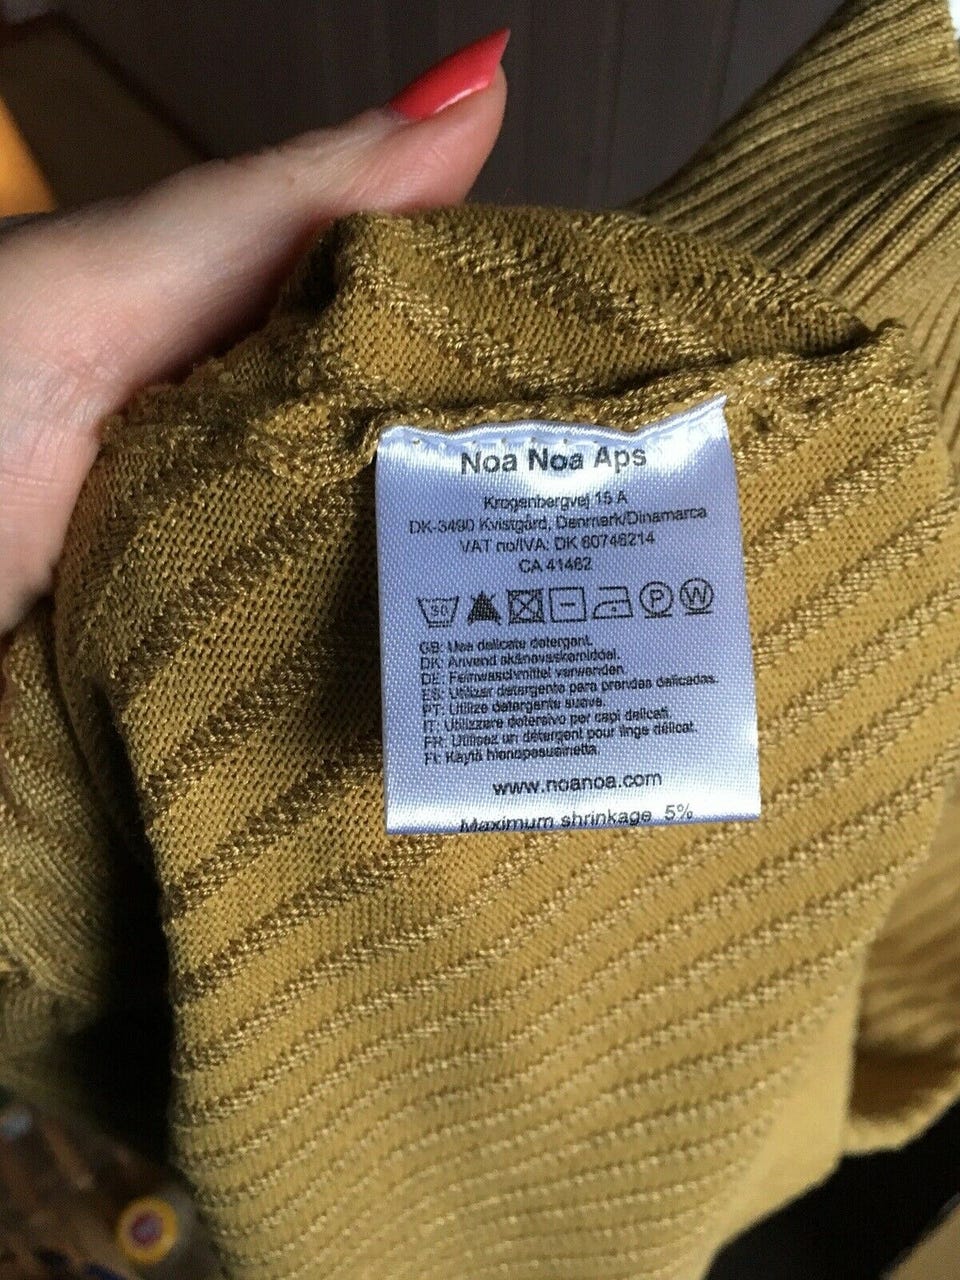 Noa Noa Aps
Krogenbergvej 15 A
DK-3490 Kvistgård, Denmark/Dinamarca
VAT no/IVA: DK 60746214
CA 41462
30 P W
GB: Use delicate detergent.
DK: Anvend skånevaskemiddel.
DE: Feinwaschmittel verwenden.
ES: Utilizar detergente para prendas delicadas.
PT: Utilize detergente suave.
IT: Utilizzare detersivo per capi delicati.
FR: Utilisez un détergent pour linge délicat.
FI: Käytä hienopesuainetta.
www.noanoa.com
Maximum shrinkage 5%